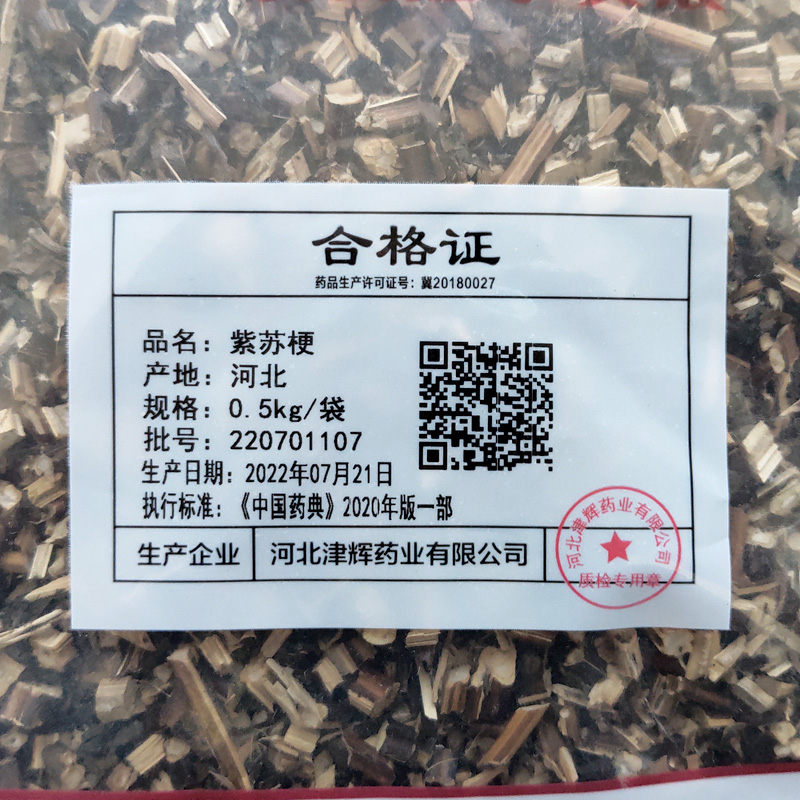 合格证
药品生产许可证号：冀20180027
品名：紫苏梗
产地：河北
规格：0.5kg/袋
批号：220701107
生产日期：2022年07月21日
执行标准：《中国药典》2020年版一部
生产企业 河北津辉药业有限公司
河北津辉药业有限公司
质检专用章